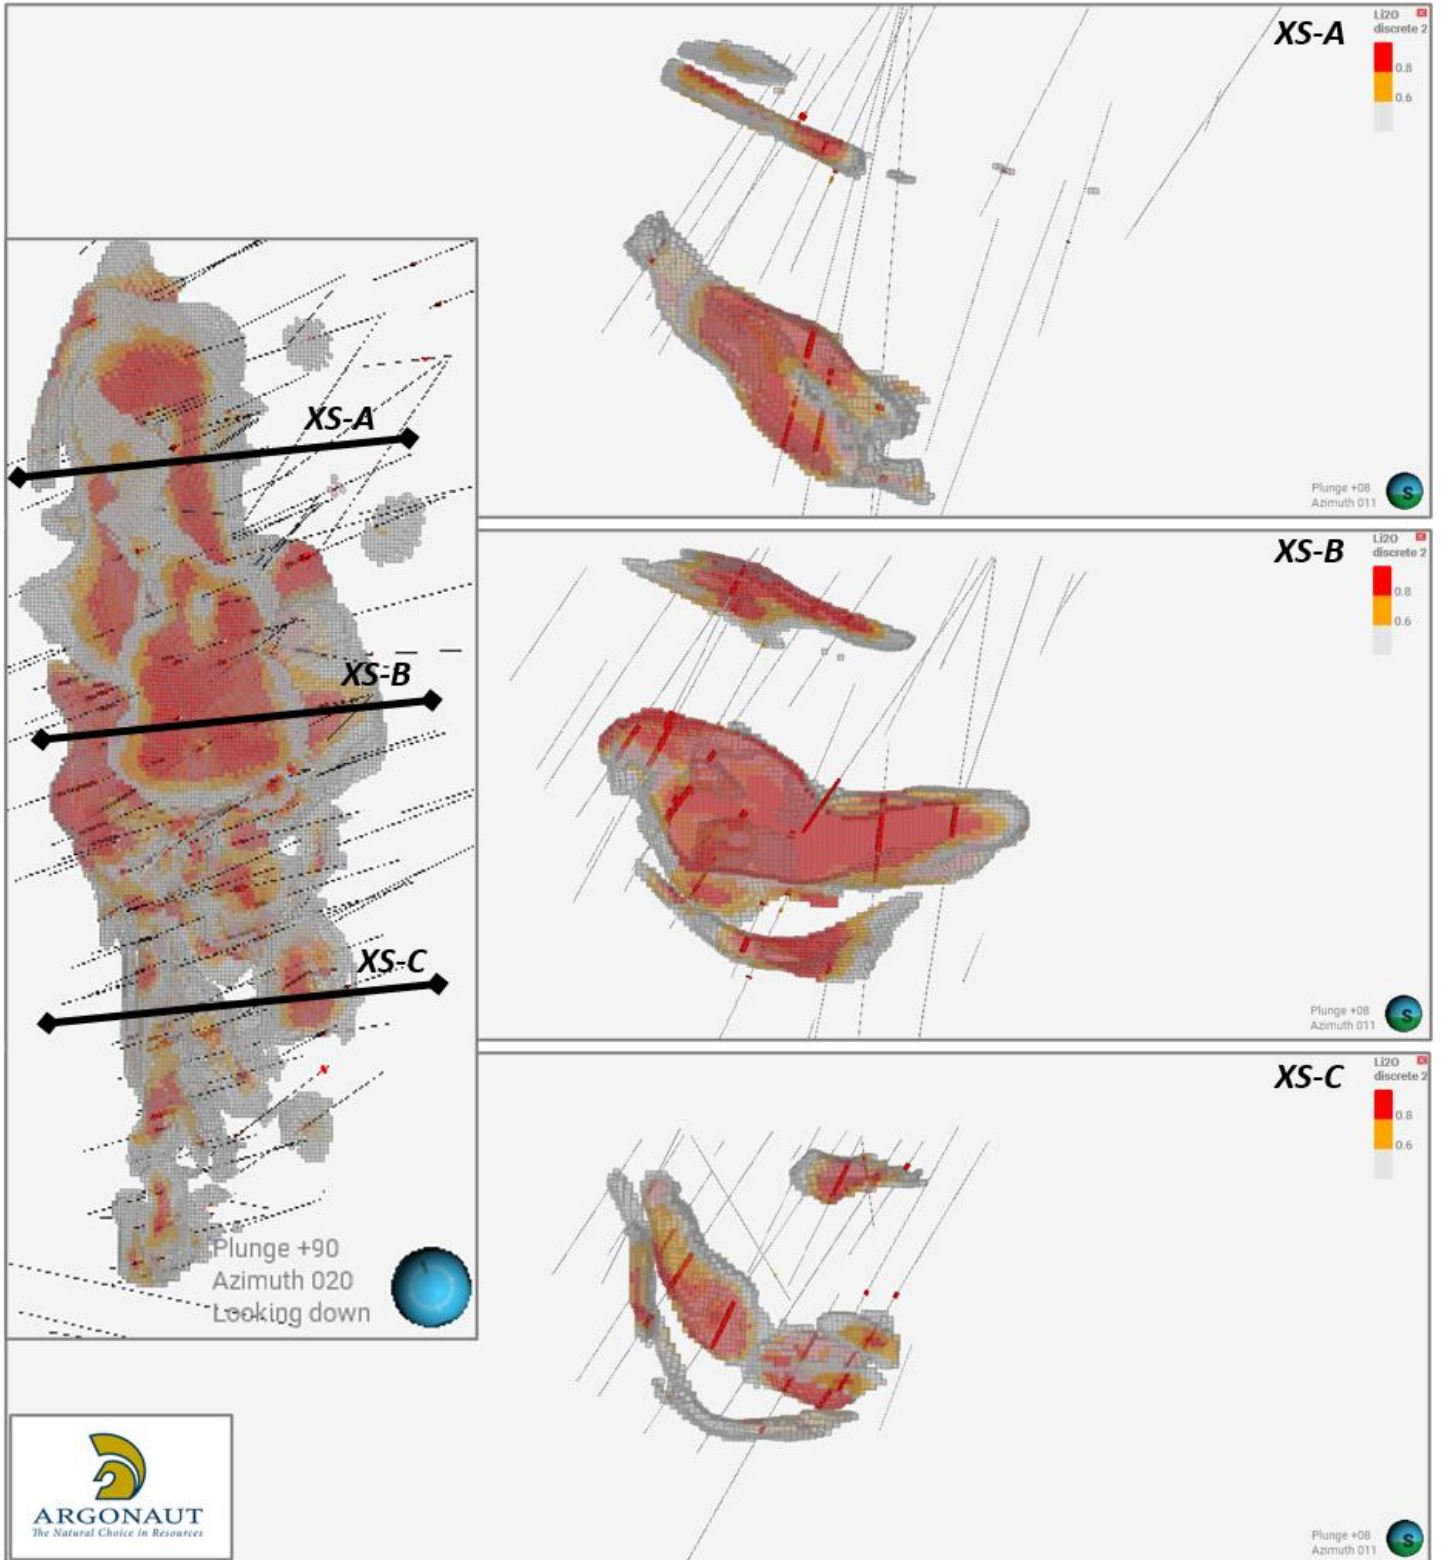 XS-A
Li2O
discrete 2
0.8
0.6
Plunge +08
Azimuth 011
S
XS-A
XS-B
XS-C
Plunge +90
Azimuth 020
Looking down
XS-B
Li2O
discrete 2
0.8
0.6
Plunge +08
Azimuth 011
S
XS-C
Li2O
discrete 2
0.8
0.6
Plunge +08
Azimuth 011
S
ARGONAUT
The Natural Choice in Resources